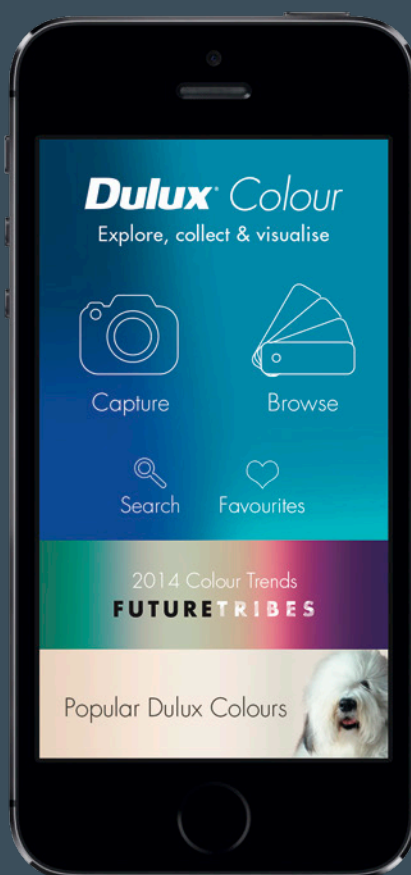 Dulux Colour
Explore, collect & visualise
Capture
Browse
Search
Favourites
2014 Colour Trends
FUTURETRIBES
Popular Dulux Colours